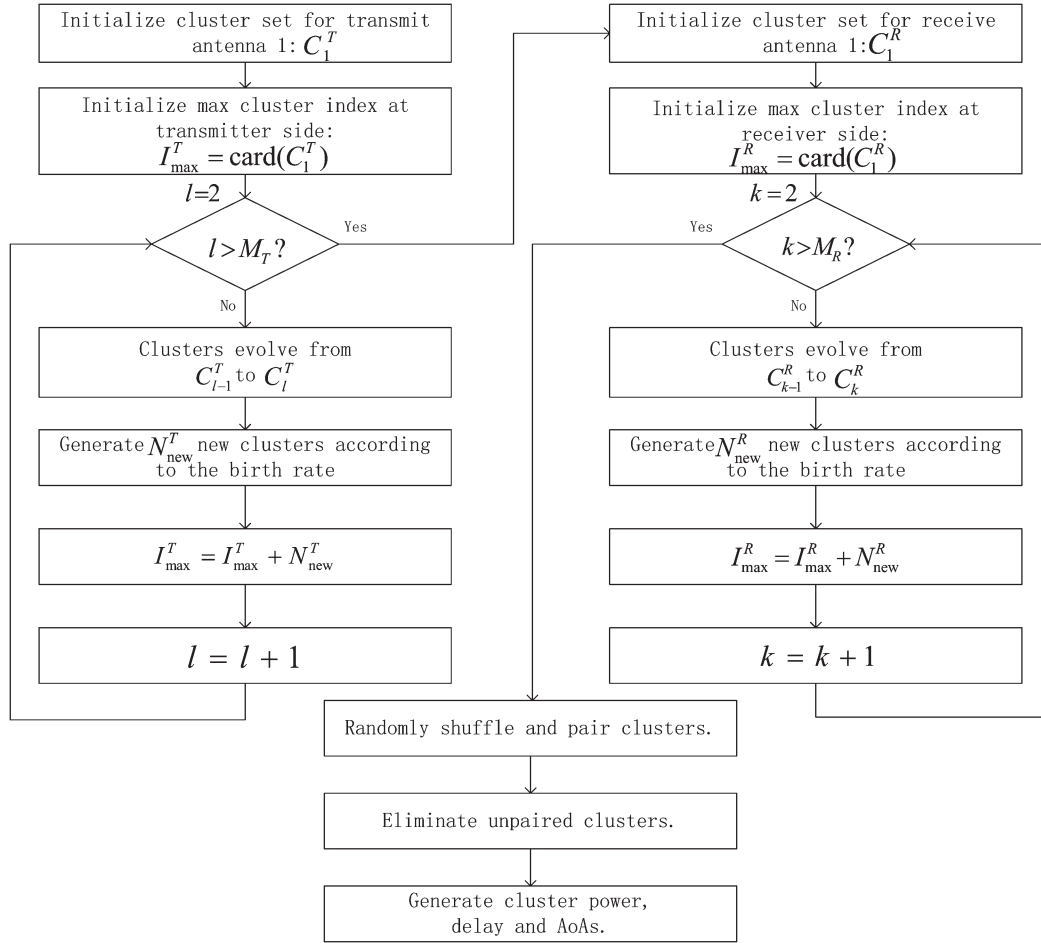 Initialize cluster set for transmit
antenna 1: C_1^T
Initialize max cluster index at
transmitter side:
I_max^T = card(C_1^T)
l=2
l > M_T ?
Yes
No
Clusters evolve from
C_{l-1}^T to C_l^T
Generate N_new^T new clusters according
to the birth rate
I_max^T = I_max^T + N_new^T
l = l + 1
Initialize cluster set for receive
antenna 1: C_1^R
Initialize max cluster index at
receiver side:
I_max^R = card(C_1^R)
k=2
k > M_R ?
Yes
No
Clusters evolve from
C_{k-1}^R to C_k^R
Generate N_new^R new clusters according
to the birth rate
I_max^R = I_max^R + N_new^R
k = k + 1
Randomly shuffle and pair clusters.
Eliminate unpaired clusters.
Generate cluster power,
delay and AoAs.